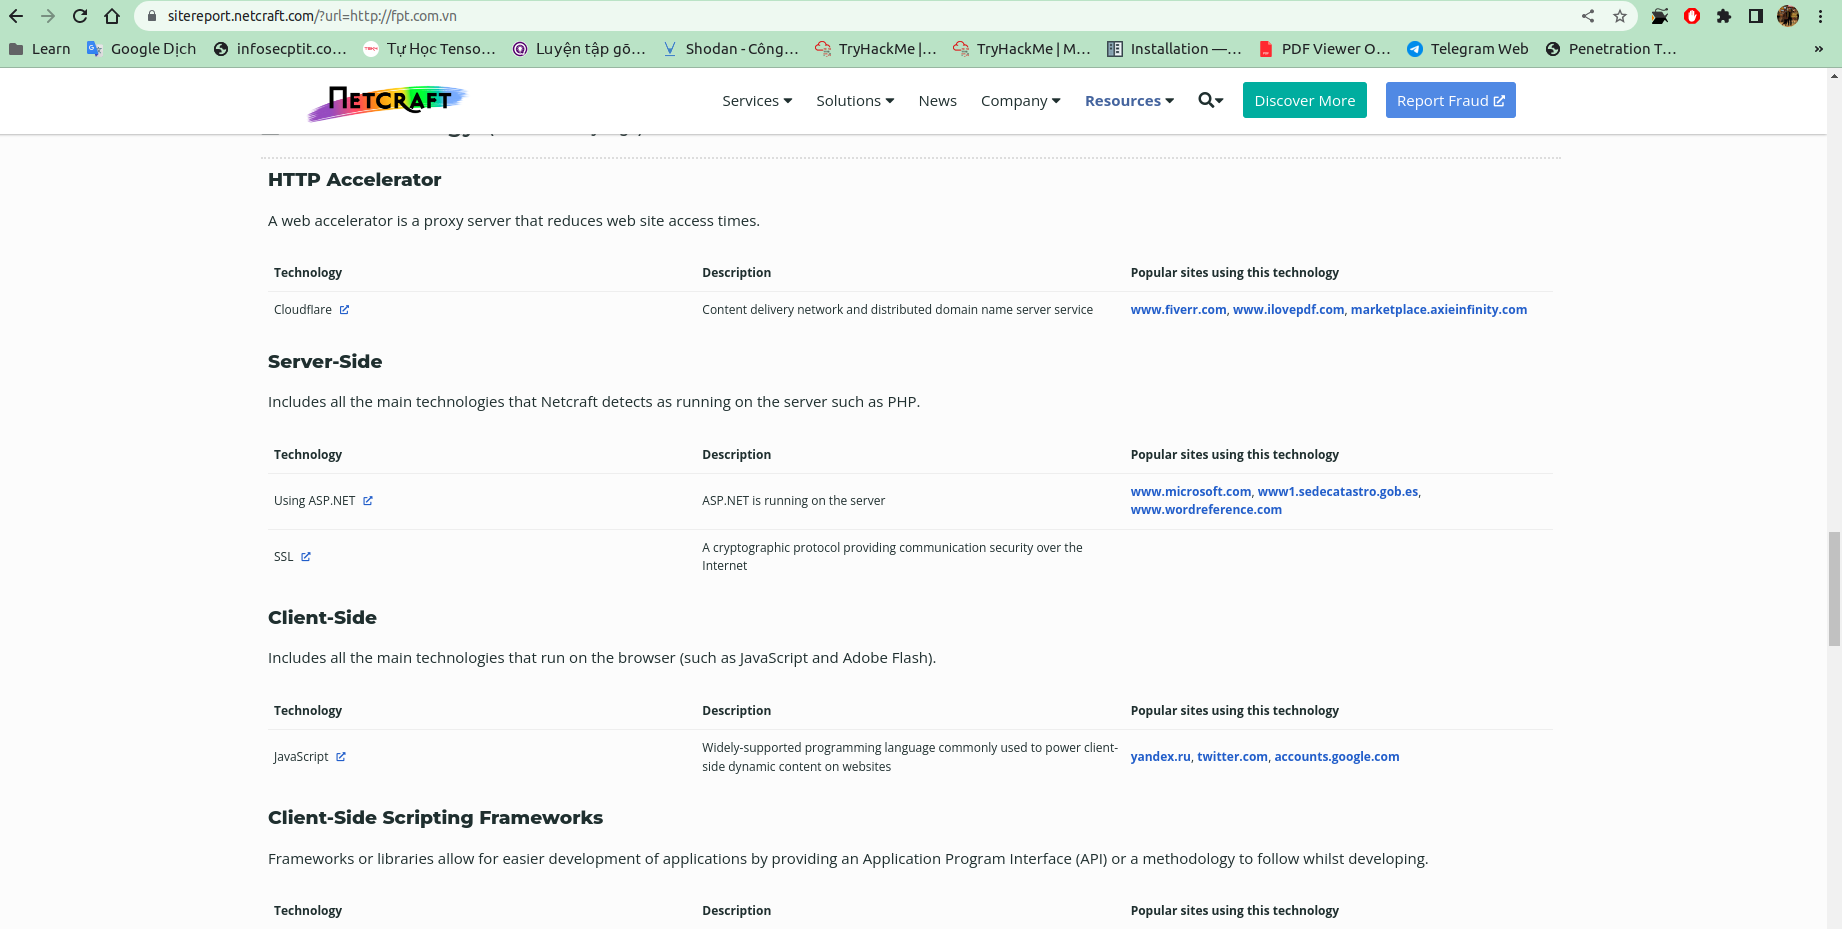 sitereport.netcraft.com/?url=http://fpt.com.vn
Learn Google Dịch infosecptit.co... Tự Học Tenso... Luyện tập gõ... Shodan - Công... TryHackMe |... TryHackMe | M... Installation —... PDF Viewer O... Telegram Web Penetration T... »
NETCRAFT Services Solutions News Company Resources Discover More Report Fraud
HTTP Accelerator
A web accelerator is a proxy server that reduces web site access times.
Technology Description Popular sites using this technology
Cloudflare Content delivery network and distributed domain name server service www.fiverr.com, www.ilovepdf.com, marketplace.axieinfinity.com
Server-Side
Includes all the main technologies that Netcraft detects as running on the server such as PHP.
Technology Description Popular sites using this technology
Using ASP.NET ASP.NET is running on the server www.microsoft.com, www1.sedecatastro.gob.es,
www.wordreference.com
SSL A cryptographic protocol providing communication security over the
Internet
Client-Side
Includes all the main technologies that run on the browser (such as JavaScript and Adobe Flash).
Technology Description Popular sites using this technology
JavaScript Widely-supported programming language commonly used to power client-
side dynamic content on websites yandex.ru, twitter.com, accounts.google.com
Client-Side Scripting Frameworks
Frameworks or libraries allow for easier development of applications by providing an Application Program Interface (API) or a methodology to follow whilst developing.
Technology Description Popular sites using this technology